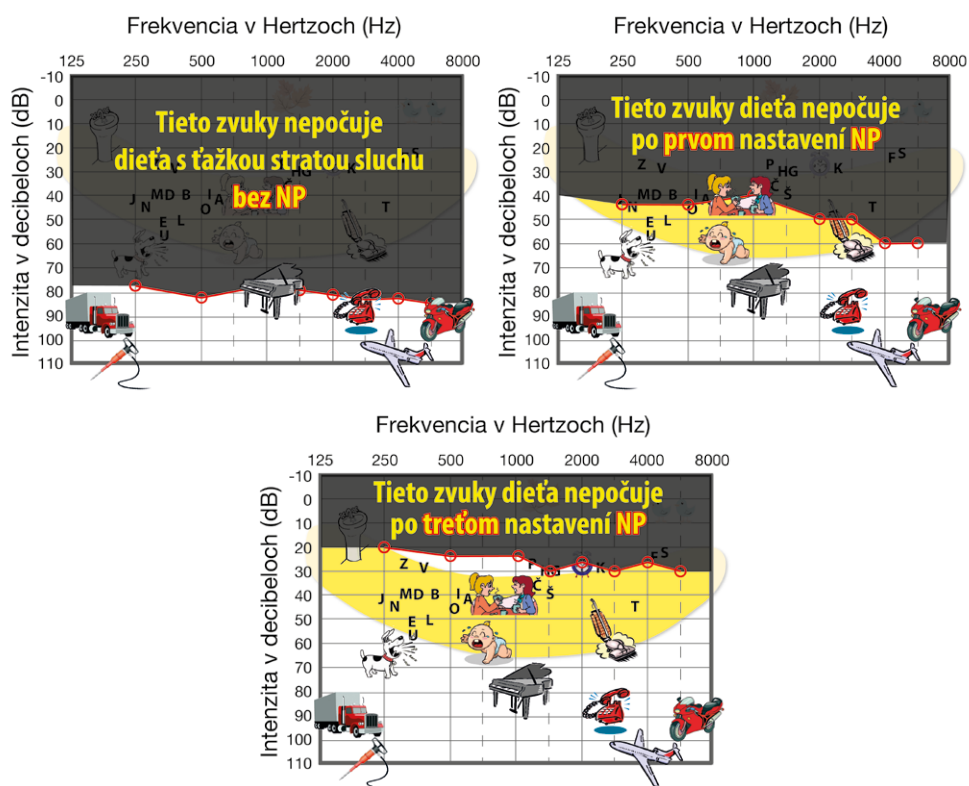 Frekvencia v Hertzoch (Hz)
125 250 500 1000 2000 4000 8000
Intenzita v decibeloch (dB)
-10
0
10
20
30
40
50
60
70
80
90
100
110
Tieto zvuky nepočuje
dieťa s ťažkou stratou sluchu
bez NP
V
S
HG
J
N
MD
B
I
O
A
E
L
U
T
Frekvencia v Hertzoch (Hz)
125 250 500 1000 2000 4000 8000
Intenzita v decibeloch (dB)
-10
0
10
20
30
40
50
60
70
80
90
100
110
Tieto zvuky dieťa nepočuje
po prvom nastavení NP
F S
Z V P HG K
Č Š
N MD B I A
O
T
E L
U
Frekvencia v Hertzoch (Hz)
125 250 500 1000 2000 4000 8000
Intenzita v decibeloch (dB)
-10
0
10
20
30
40
50
60
70
80
90
100
110
Tieto zvuky dieťa nepočuje
po treťom nastavení NP
S
Z V P K
Č Š
J N MD B I A
O
T
E L
U